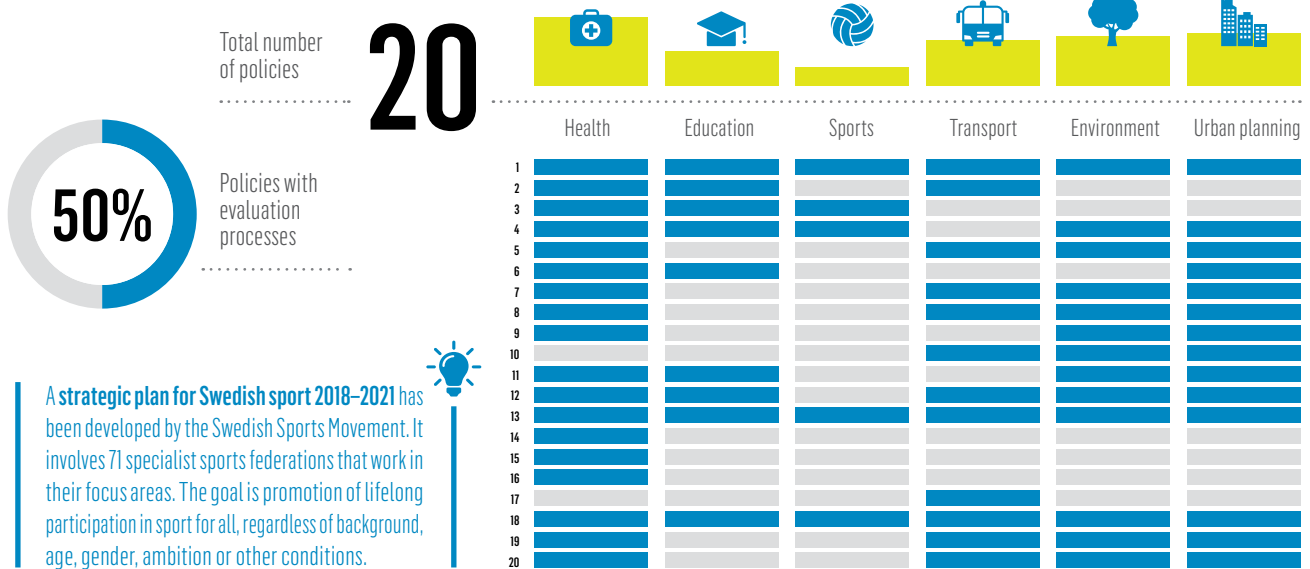 Total number
of policies
20
Health
Education
Sports
Transport
Environment
Urban planning
50%
Policies with
evaluation
processes
1
2
3
4
5
6
7
8
9
10
11
12
13
14
15
16
17
18
19
20
A strategic plan for Swedish sport 2018–2021 has
been developed by the Swedish Sports Movement. It
involves 71 specialist sports federations that work in
their focus areas. The goal is promotion of lifelong
participation in sport for all, regardless of background,
age, gender, ambition or other conditions.